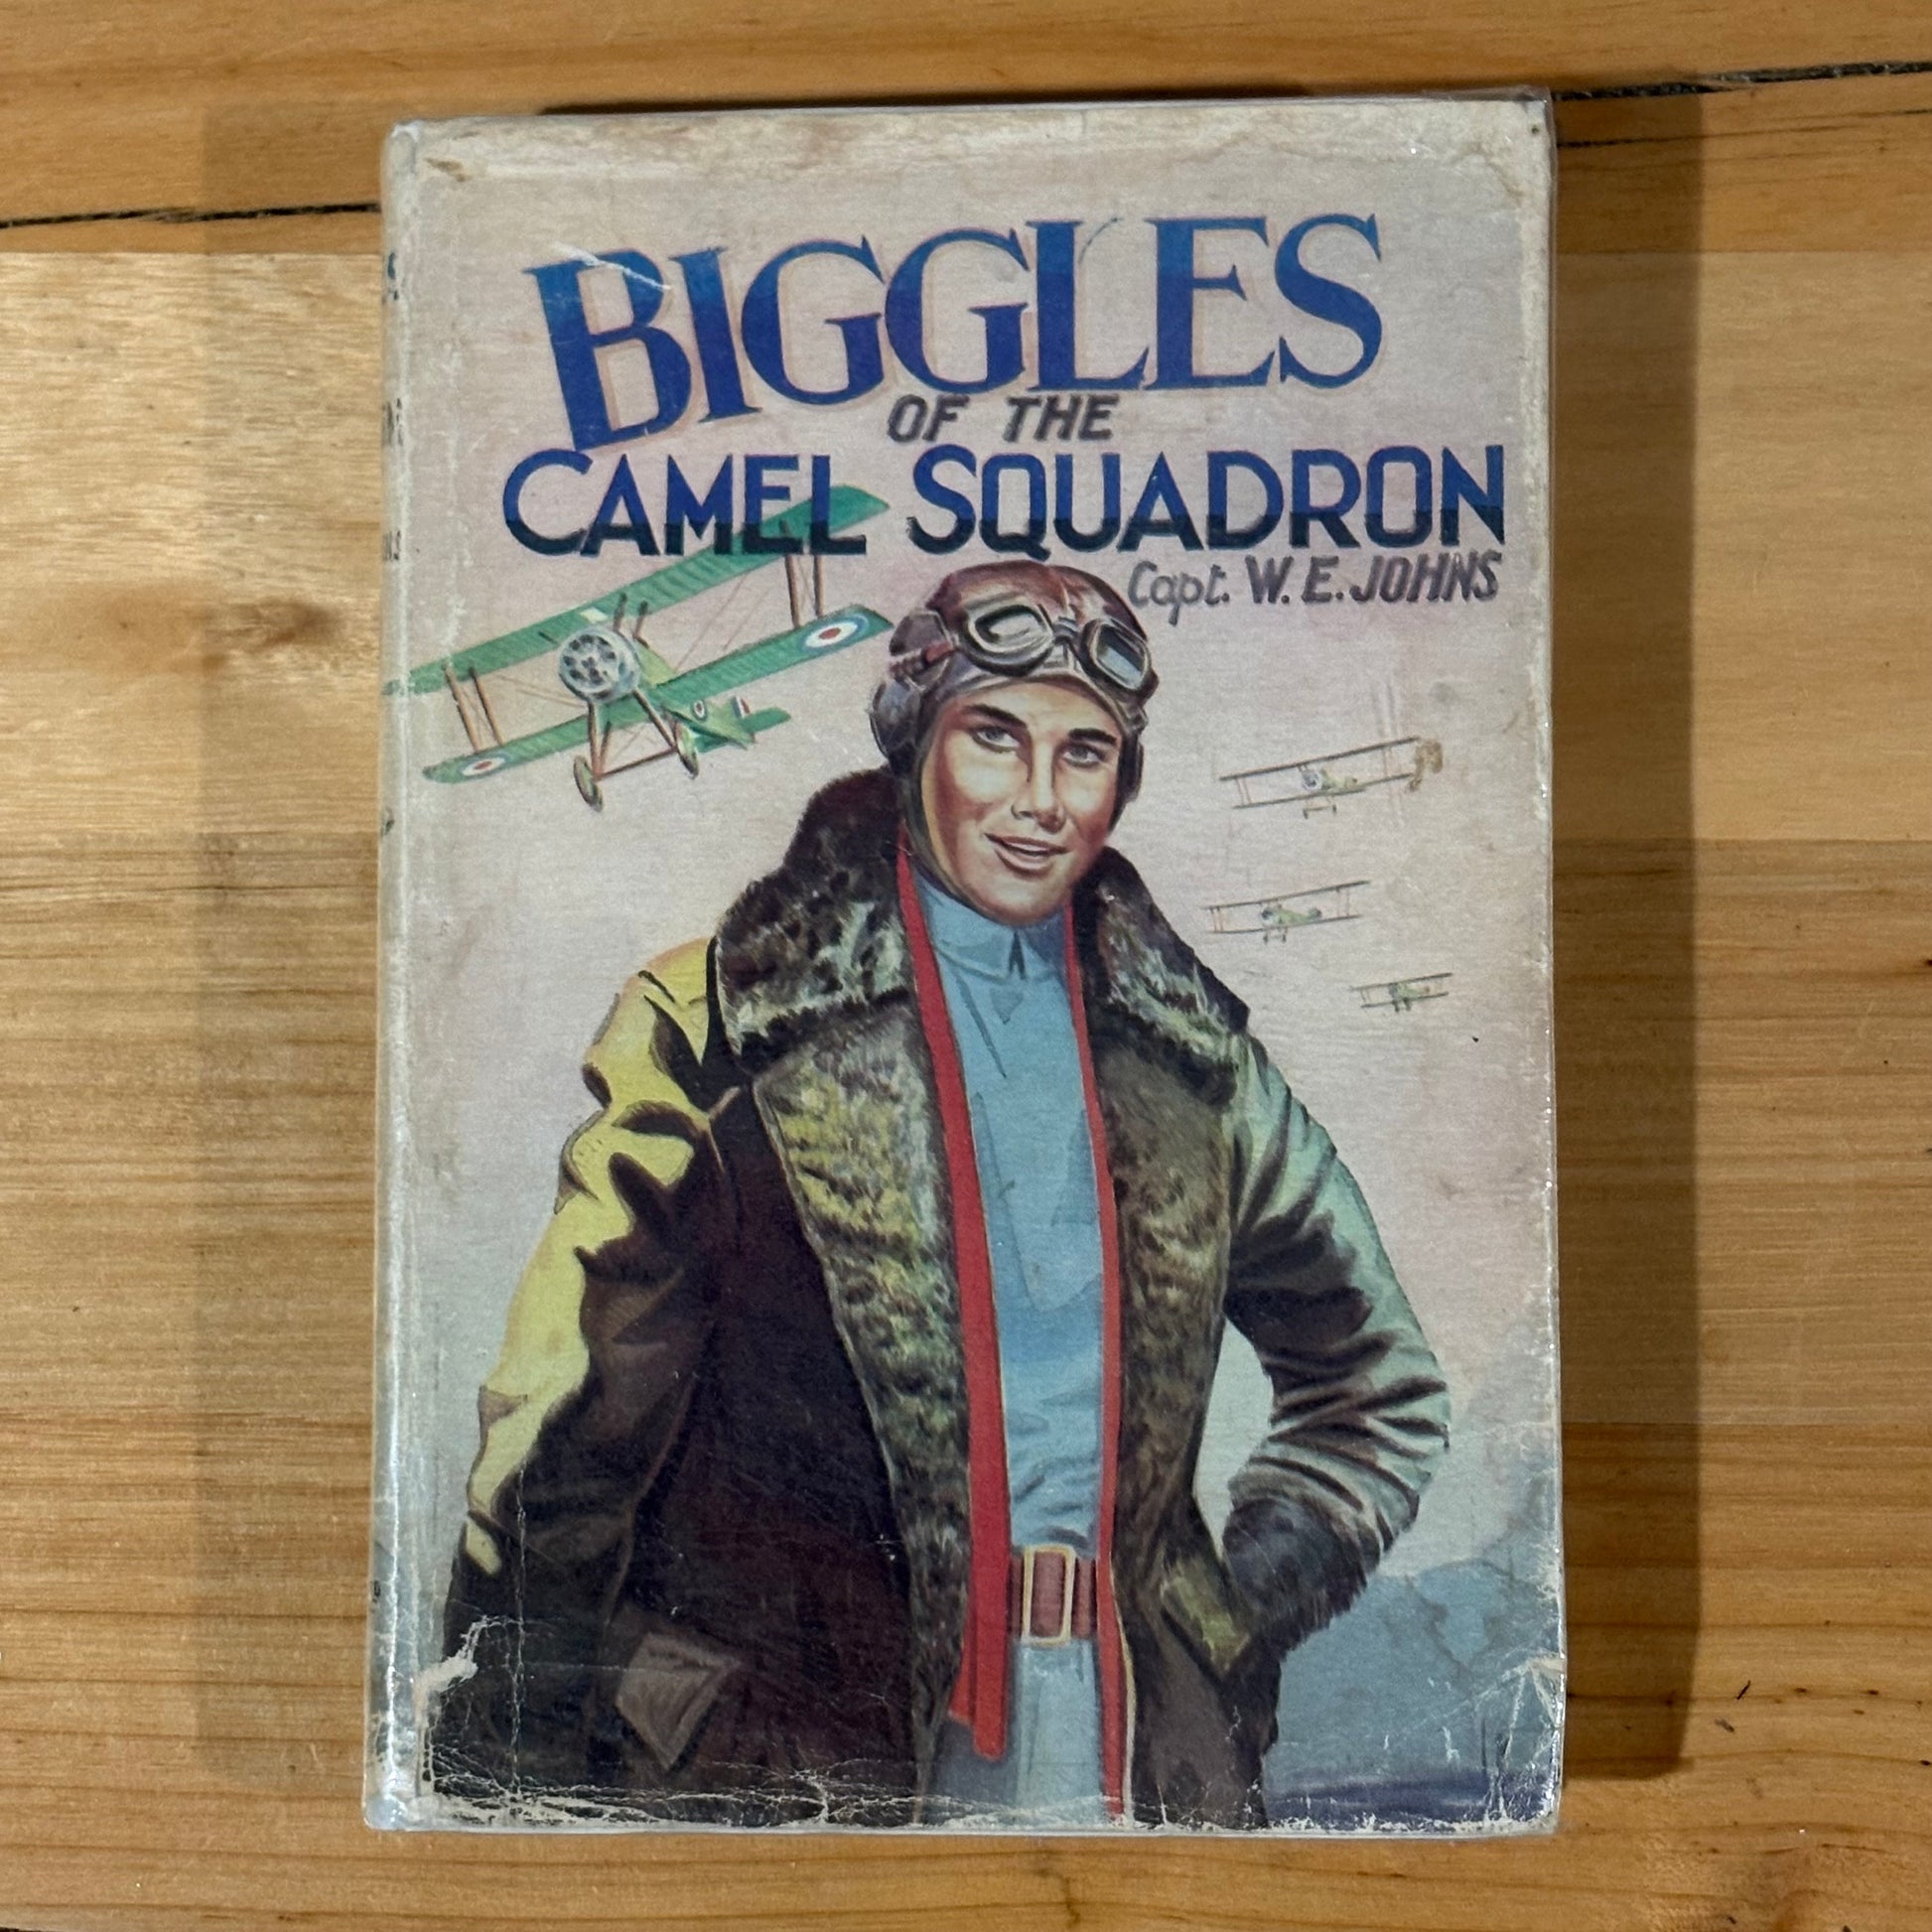 BIGGLES
OF THE
CAMEL SQUADRON
Capt. W. E. JOHNS